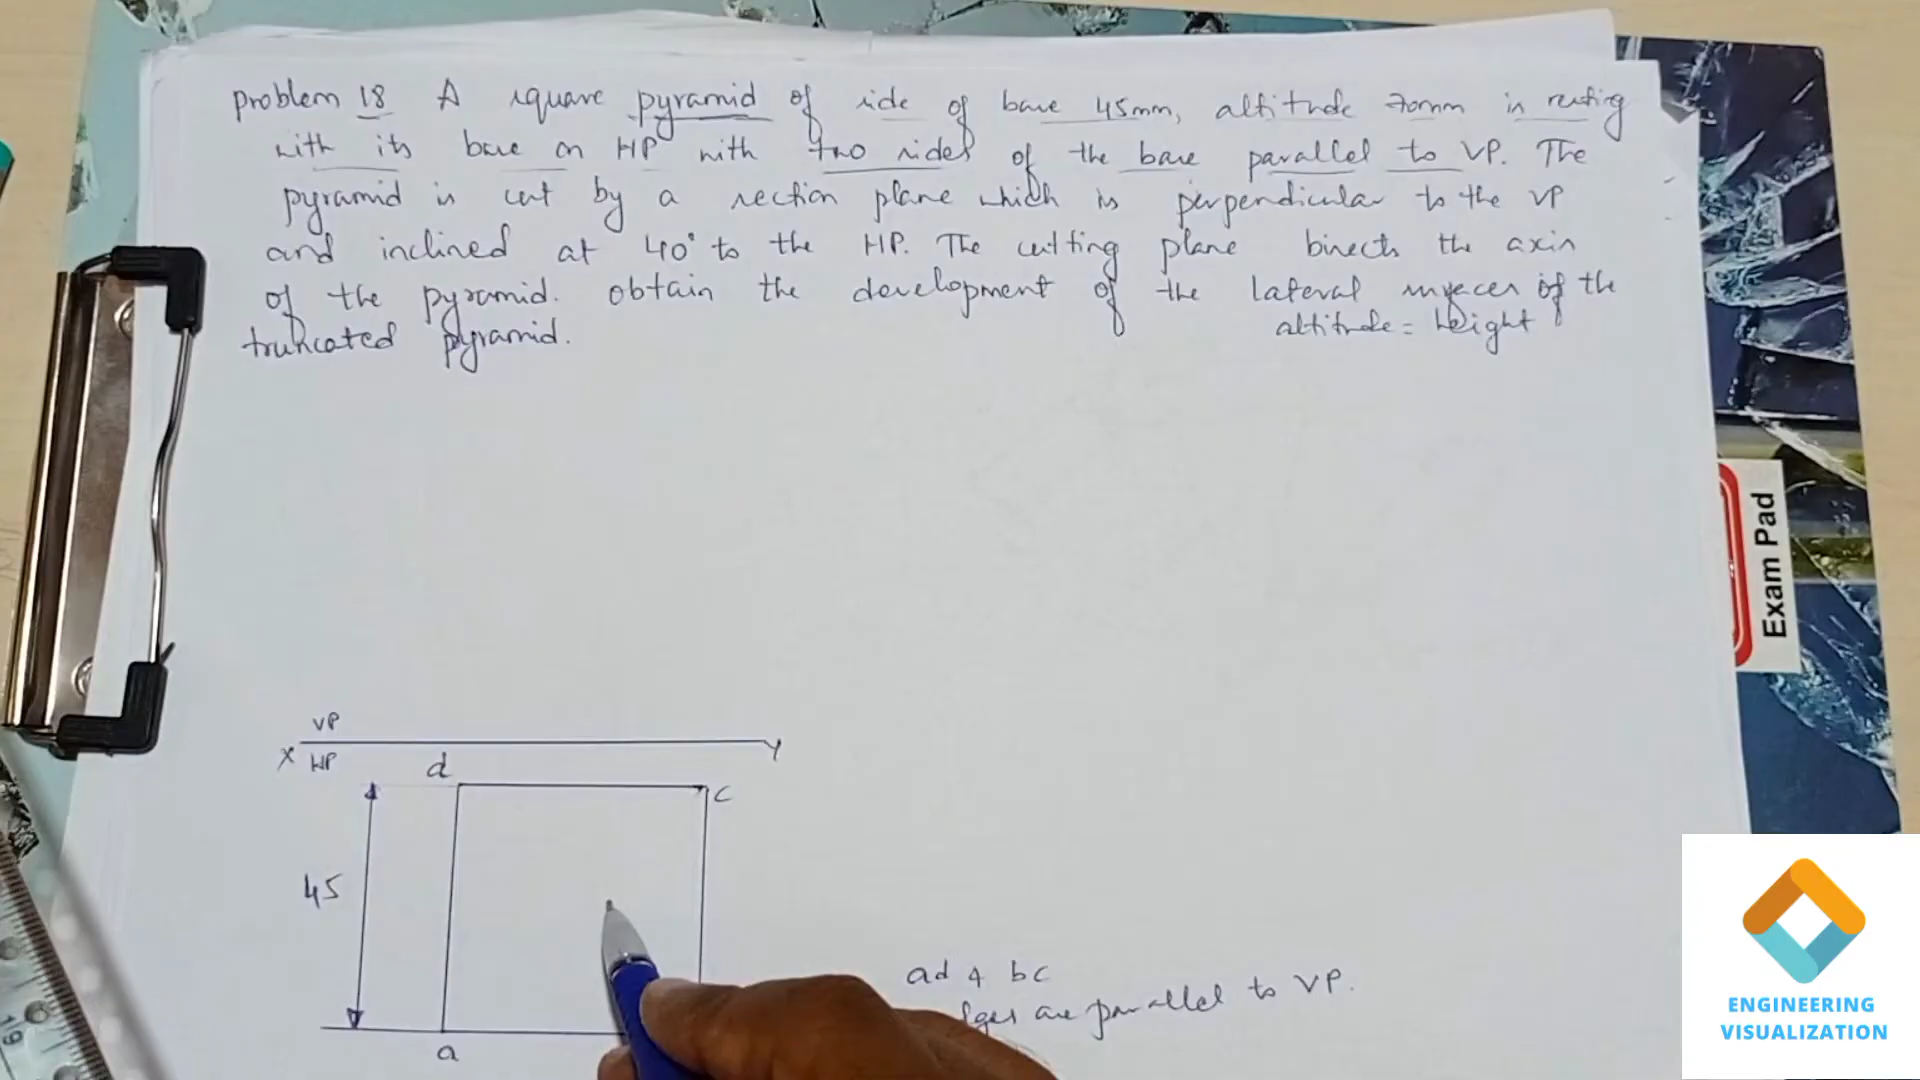 problem 18 A square pyramid of side of base 45mm, altitude 70mm is resting
with its base on HP with two sides of the base parallel to VP. The
pyramid is cut by a section plane which is perpendicular to the VP
and inclined at 40° to the HP. The cutting plane bisects the axis
of the pyramid. obtain the development of the lateral surfaces of the
truncated pyramid.
altitude = height
VP
X HP Y
d
c
45
a
ad & bc
are parallel to VP.
Exam Pad
19
ENGINEERING
VISUALIZATION